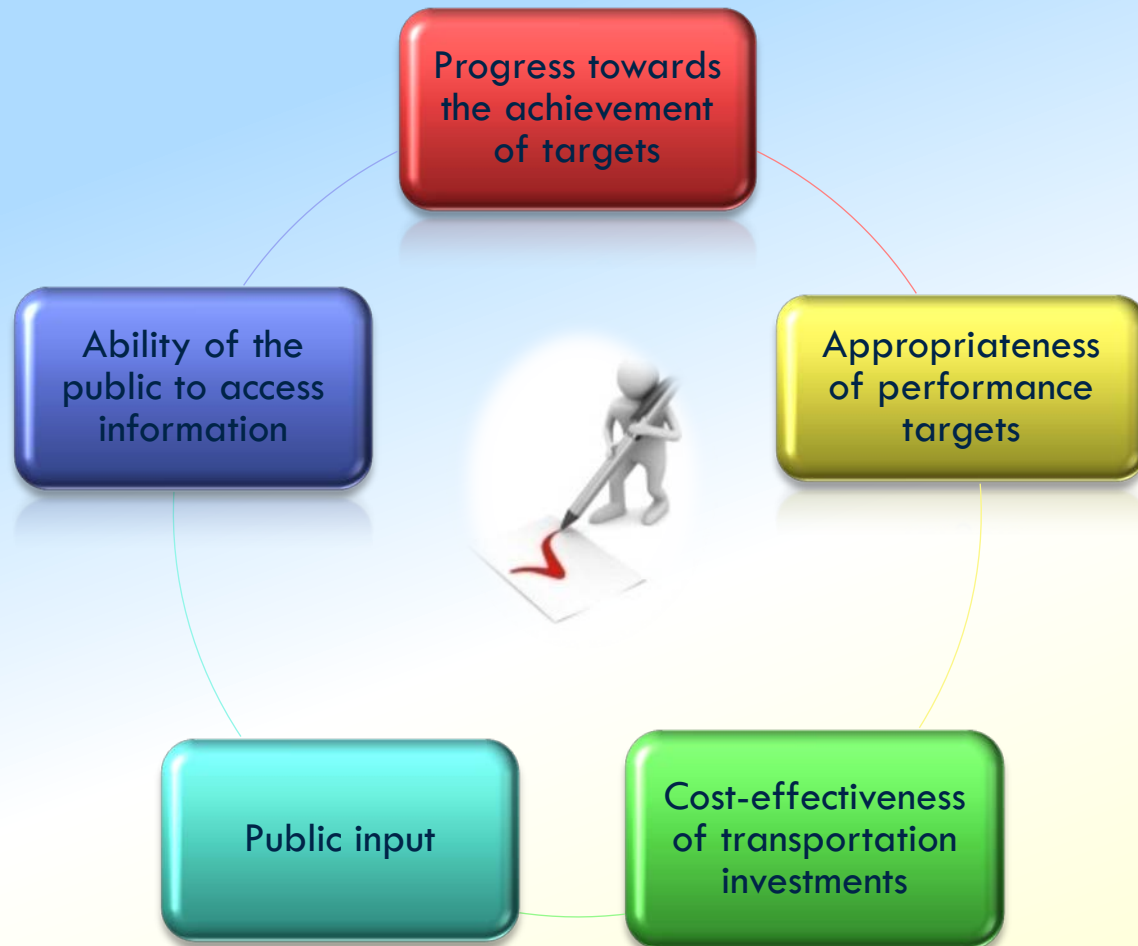 Progress towards
the achievement
of targets
Appropriateness
of performance
targets
Cost-effectiveness
of transportation
investments
Public input
Ability of the
public to access
information